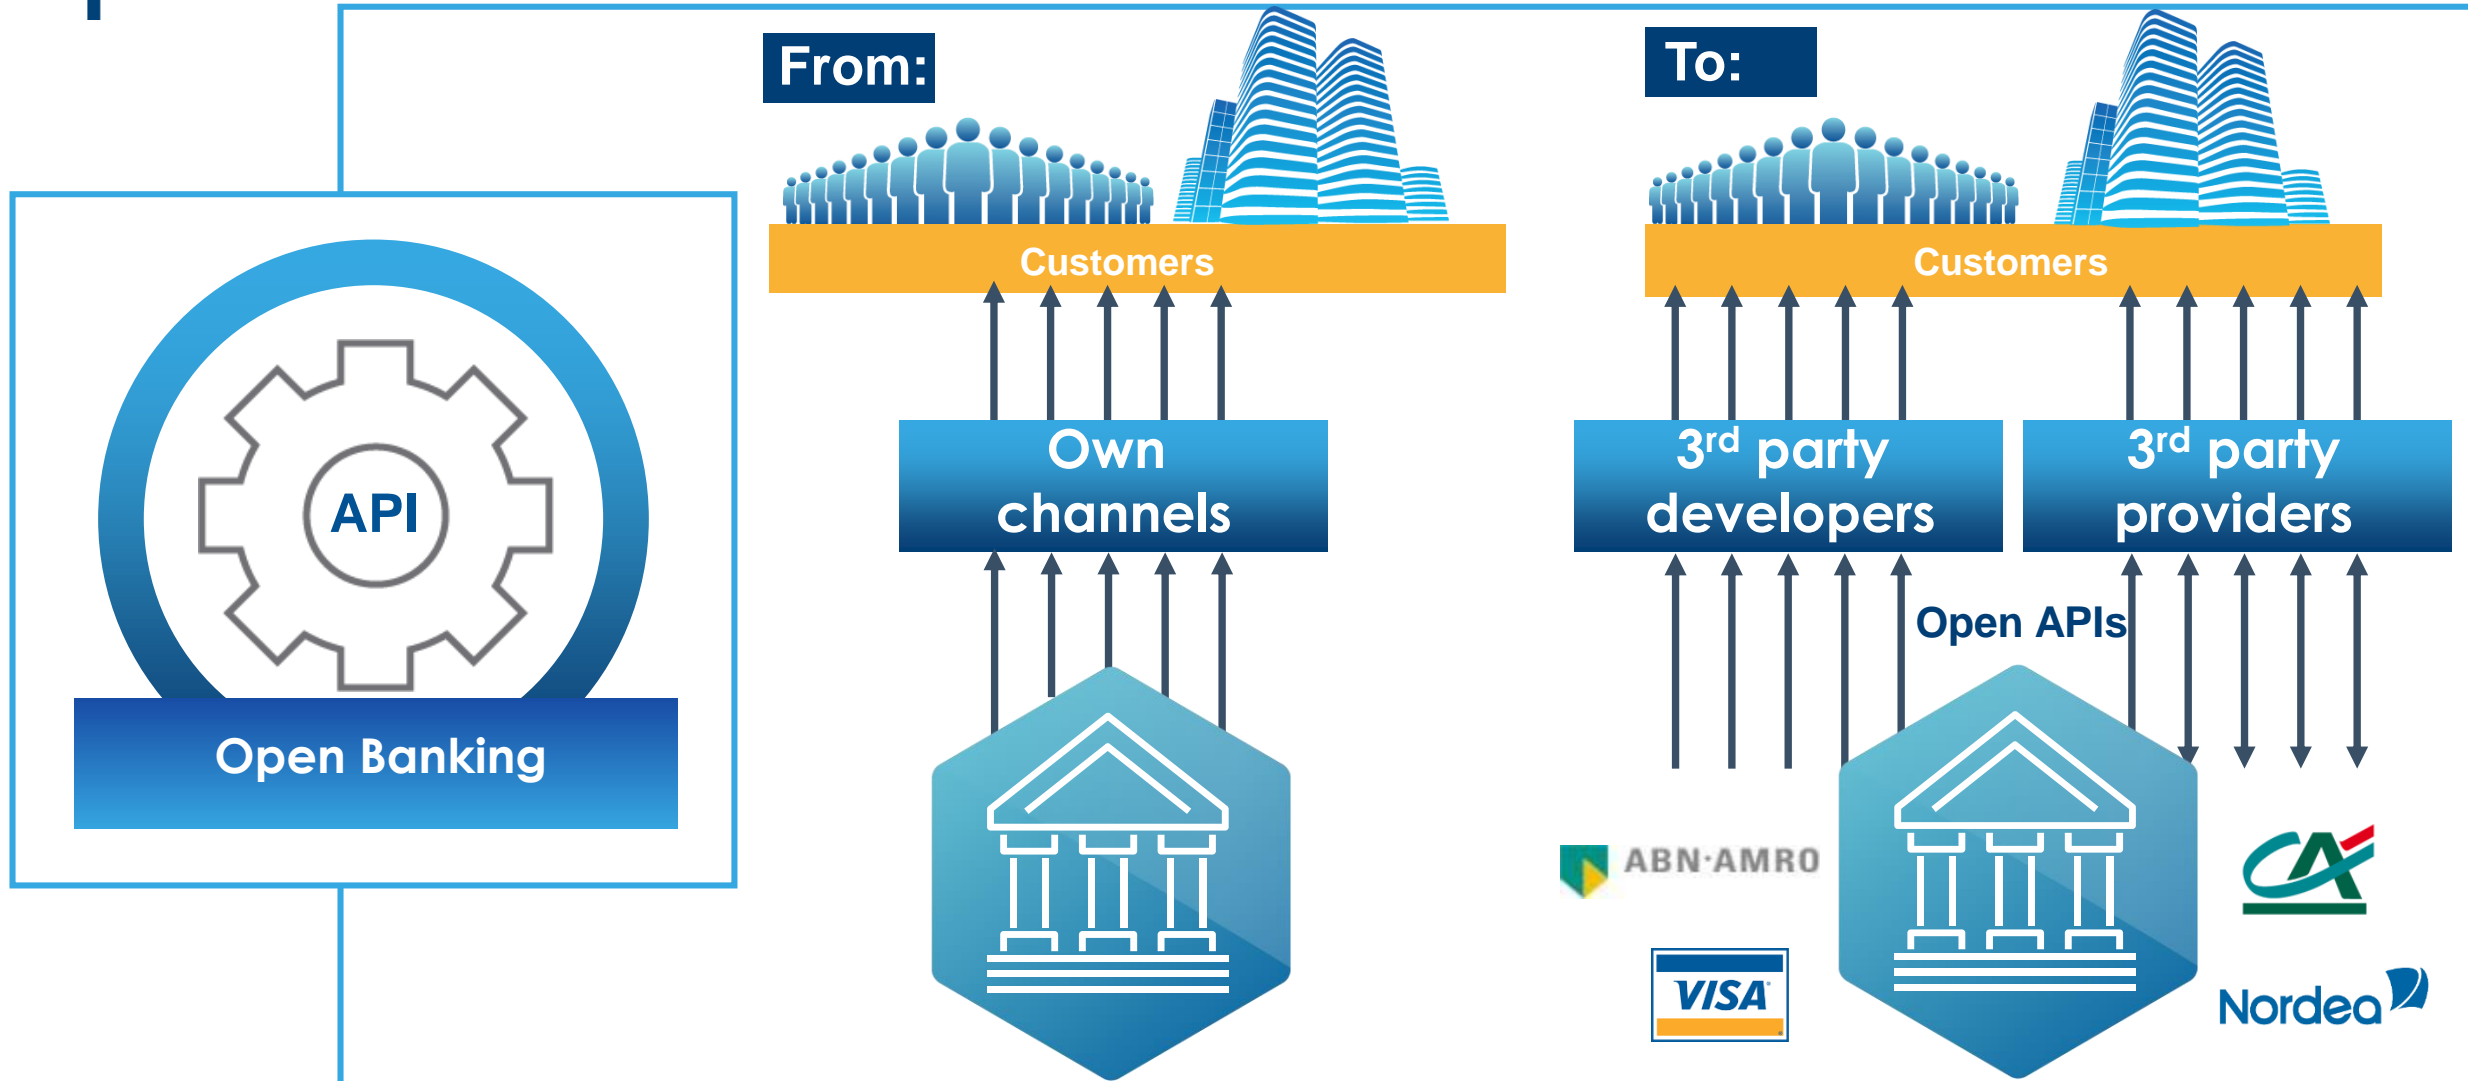 From:
To:
Customers
Customers
Own
channels
3rd party
developers
3rd party
providers
API
Open APIs
Open Banking
ABN·AMRO
CA
VISA
Nordea